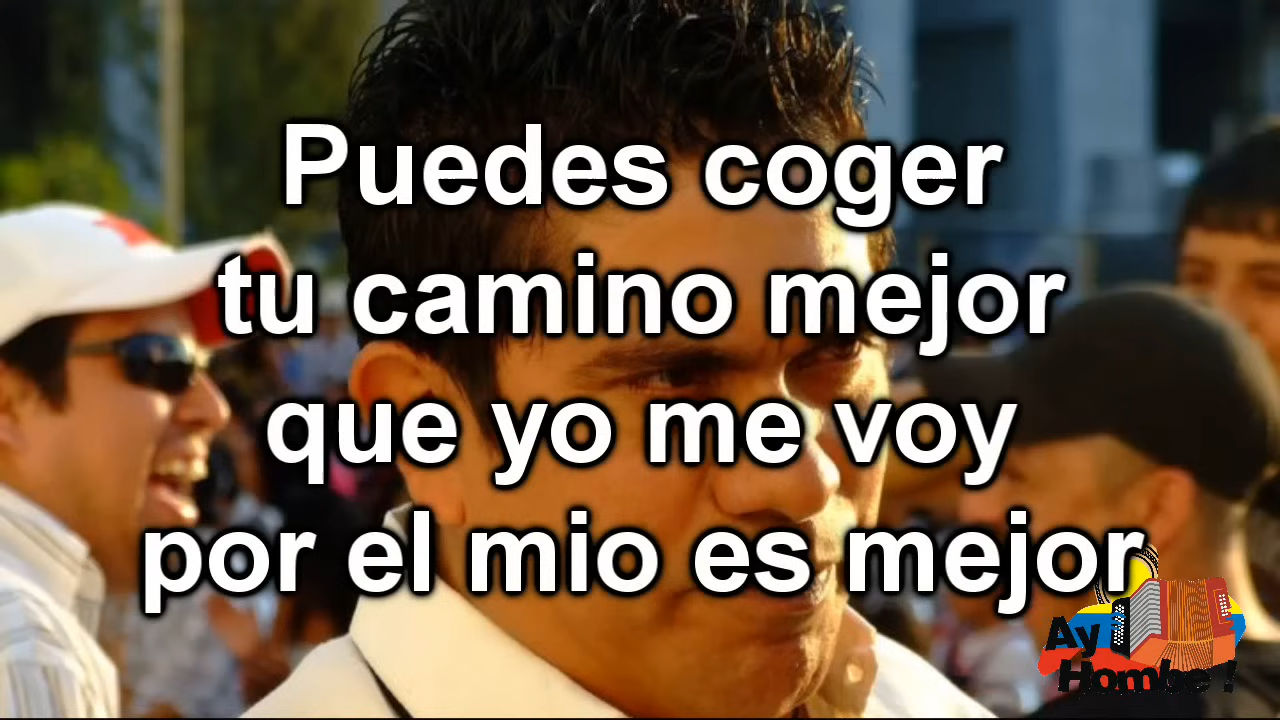 Puedes coger
tu camino mejor
que yo me voy
por el mio es mejor
Ay
Hombe !